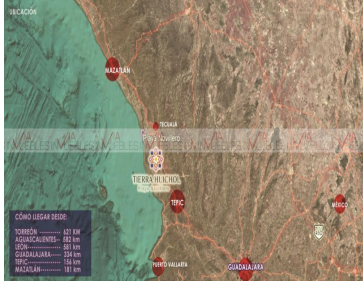 UBICACIÓN
MAZATLÁN
TECUALA
Playa Novillero
TIERRA HUICHOL
TEPIC
MÉXICO
CÓMO LLEGAR DESDE:
TORREÓN ------------ 621 KM
AGUASCALIENTES-- 582 km
LEÓN ---------------- 581 km
GUADALAJARA ----- 334 km
TEPIC---------------- 156 km
MAZATLÁN---------- 181 km
PUERTO VALLARTA
GUADALAJARA